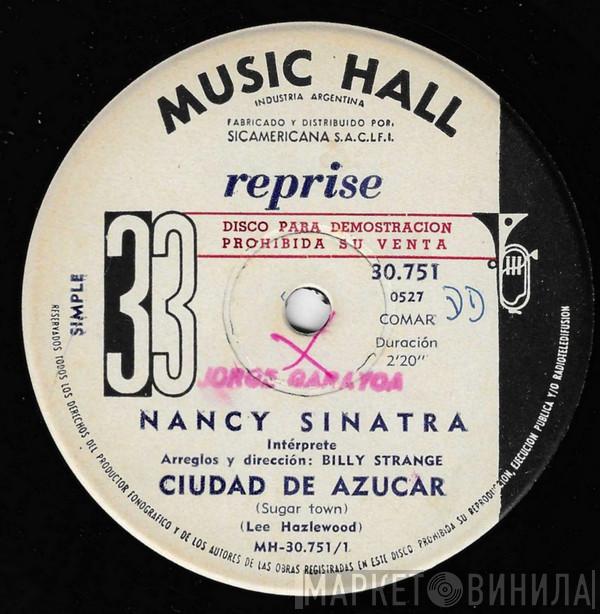 MUSIC HALL
INDUSTRIA ARGENTINA
FABRICADO Y DISTRIBUIDO POR:
SICAMERICANA S.A.C.I.F.I.
reprise
DISCO PARA DEMOSTRACION
PROHIBIDA SU VENTA
33
SIMPLE
30.751
0527
COMAR
DD
Duración
2'20''
X
JORGE
NANCY SINATRA
Intérprete
Arreglos y dirección: BILLY STRANGE
CIUDAD DE AZUCAR
(Sugar town)
(Lee Hazlewood)
MH-30.751/1
RESERVADOS TODOS LOS DERECHOS DEL PRODUCTOR FONOGRAFICO Y DE LOS AUTORES DE LAS OBRAS REGISTRADAS EN ESTE DISCO. PROHIBIDA SU REPRODUCCION, EJECUCION PUBLICA Y/O RADIOTELEDIFUSION
МАРКЕТ ВИНИЛА